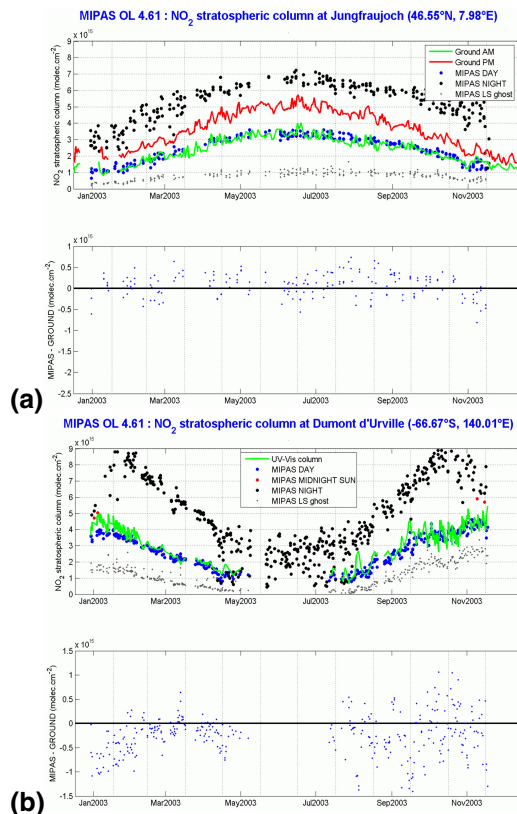 MIPAS OL 4.61 : NO2 stratospheric column at Jungfraujoch (46.55°N, 7.98°E)
x 10^15
NO2 stratospheric column (molec.cm-2)
9
8
7
6
5
4
3
2
1
0
Ground AM
Ground PM
MIPAS DAY
MIPAS NIGHT
MIPAS LS ghost
Jan2003 Mar2003 May2003 Jul2003 Sep2003 Nov2003
x 10^15
MIPAS - GROUND (molec.cm-2)
1
0.5
0
-0.5
-1
-1.5
-2
-2.5
Jan2003 Mar2003 May2003 Jul2003 Sep2003 Nov2003
(a)
MIPAS OL 4.61 : NO2 stratospheric column at Dumont d'Urville (-66.67°S, 140.01°E)
x 10^15
NO2 stratospheric column (molec.cm-2)
9
8
7
6
5
4
3
2
1
0
UV-Vis column
MIPAS DAY
MIPAS MIDNIGHT SUN
MIPAS NIGHT
MIPAS LS ghost
Jan2003 Mar2003 May2003 Jul2003 Sep2003 Nov2003
x 10^15
MIPAS - GROUND (molec.cm-2)
1.5
1
0.5
0
-0.5
-1
-1.5
Jan2003 Mar2003 May2003 Jul2003 Sep2003 Nov2003
(b)